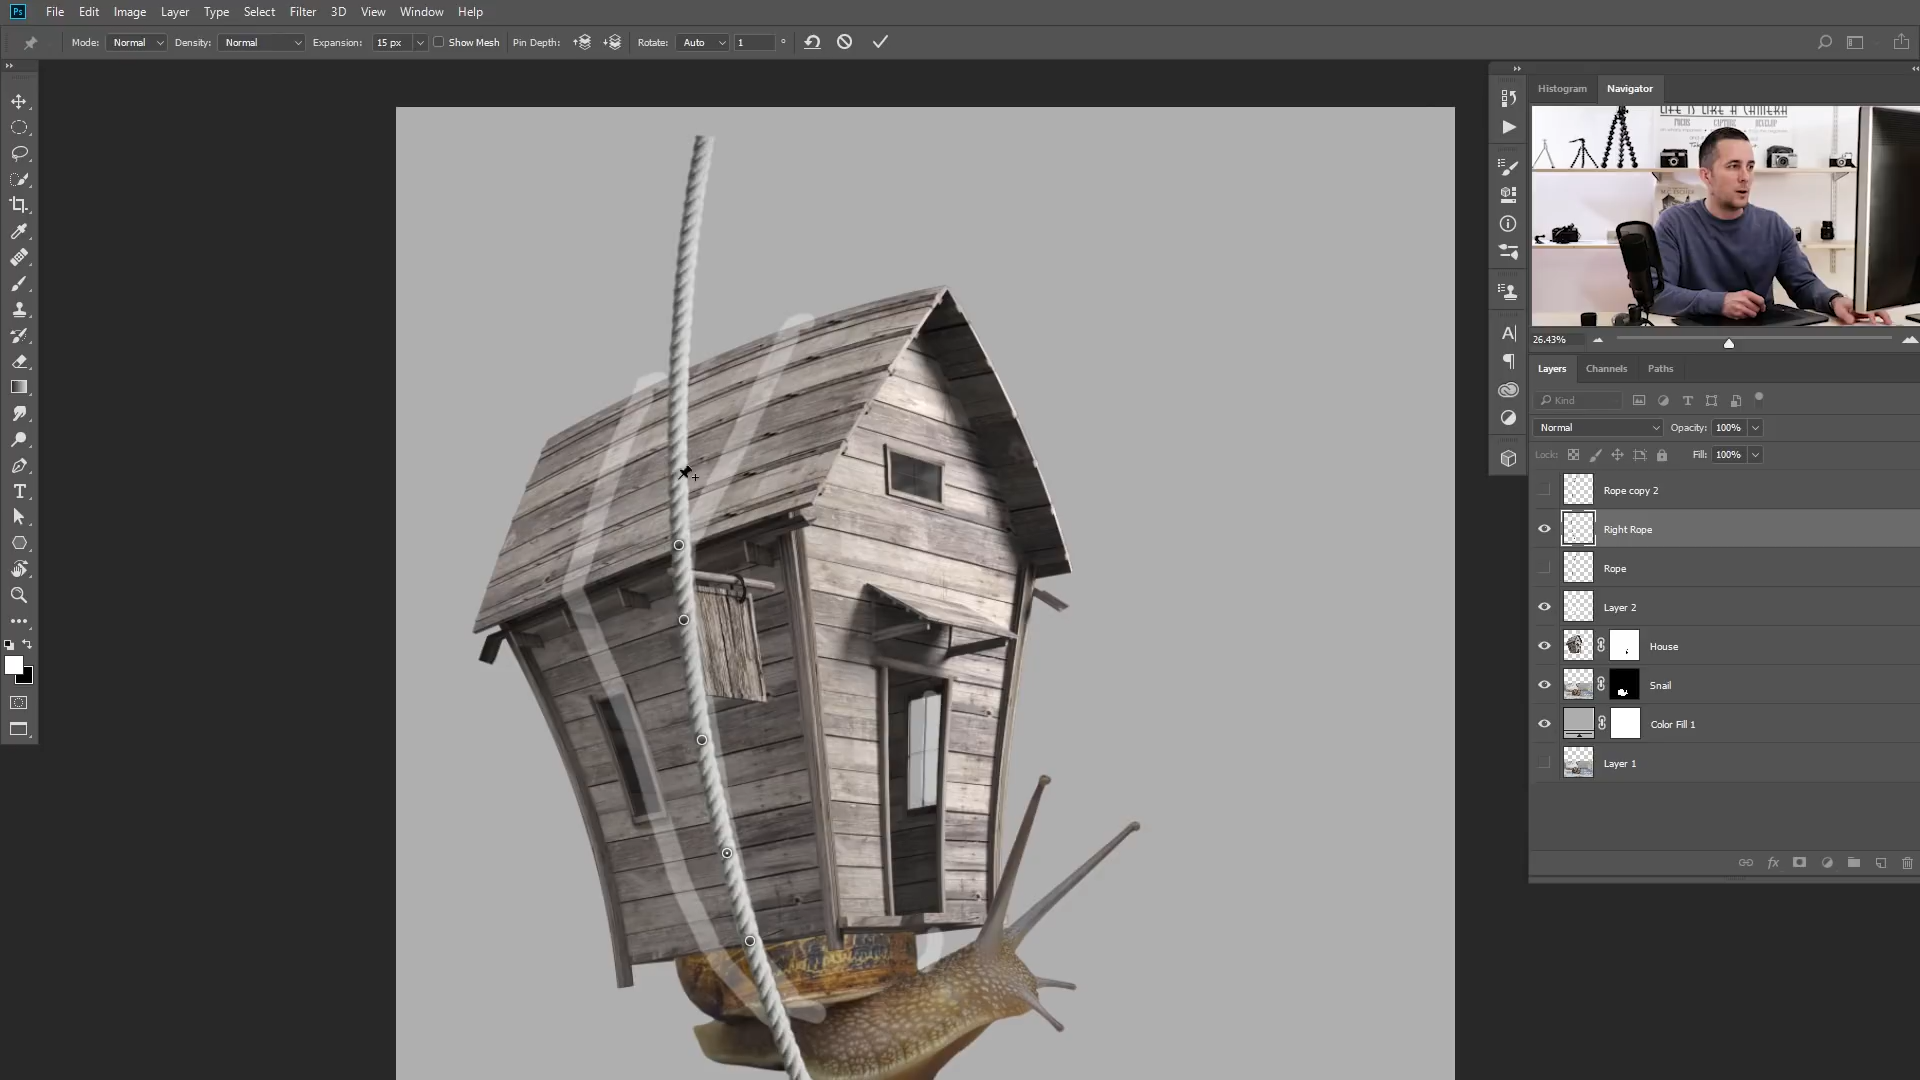 Ps File Edit Image Layer Type Select Filter 3D View Window Help
Mode: Normal Density: Normal Expansion: 15 px Show Mesh Pin Depth: Rotate: Auto 1 °
Histogram Navigator
LIFE IS LIKE A CAMERA
FOCUS CAPTURE DEVELOP
26.43%
Layers Channels Paths
Kind
Normal Opacity: 100%
Lock: Fill: 100%
Rope copy 2
Right Rope
Rope
Layer 2
House
Snail
Color Fill 1
Layer 1